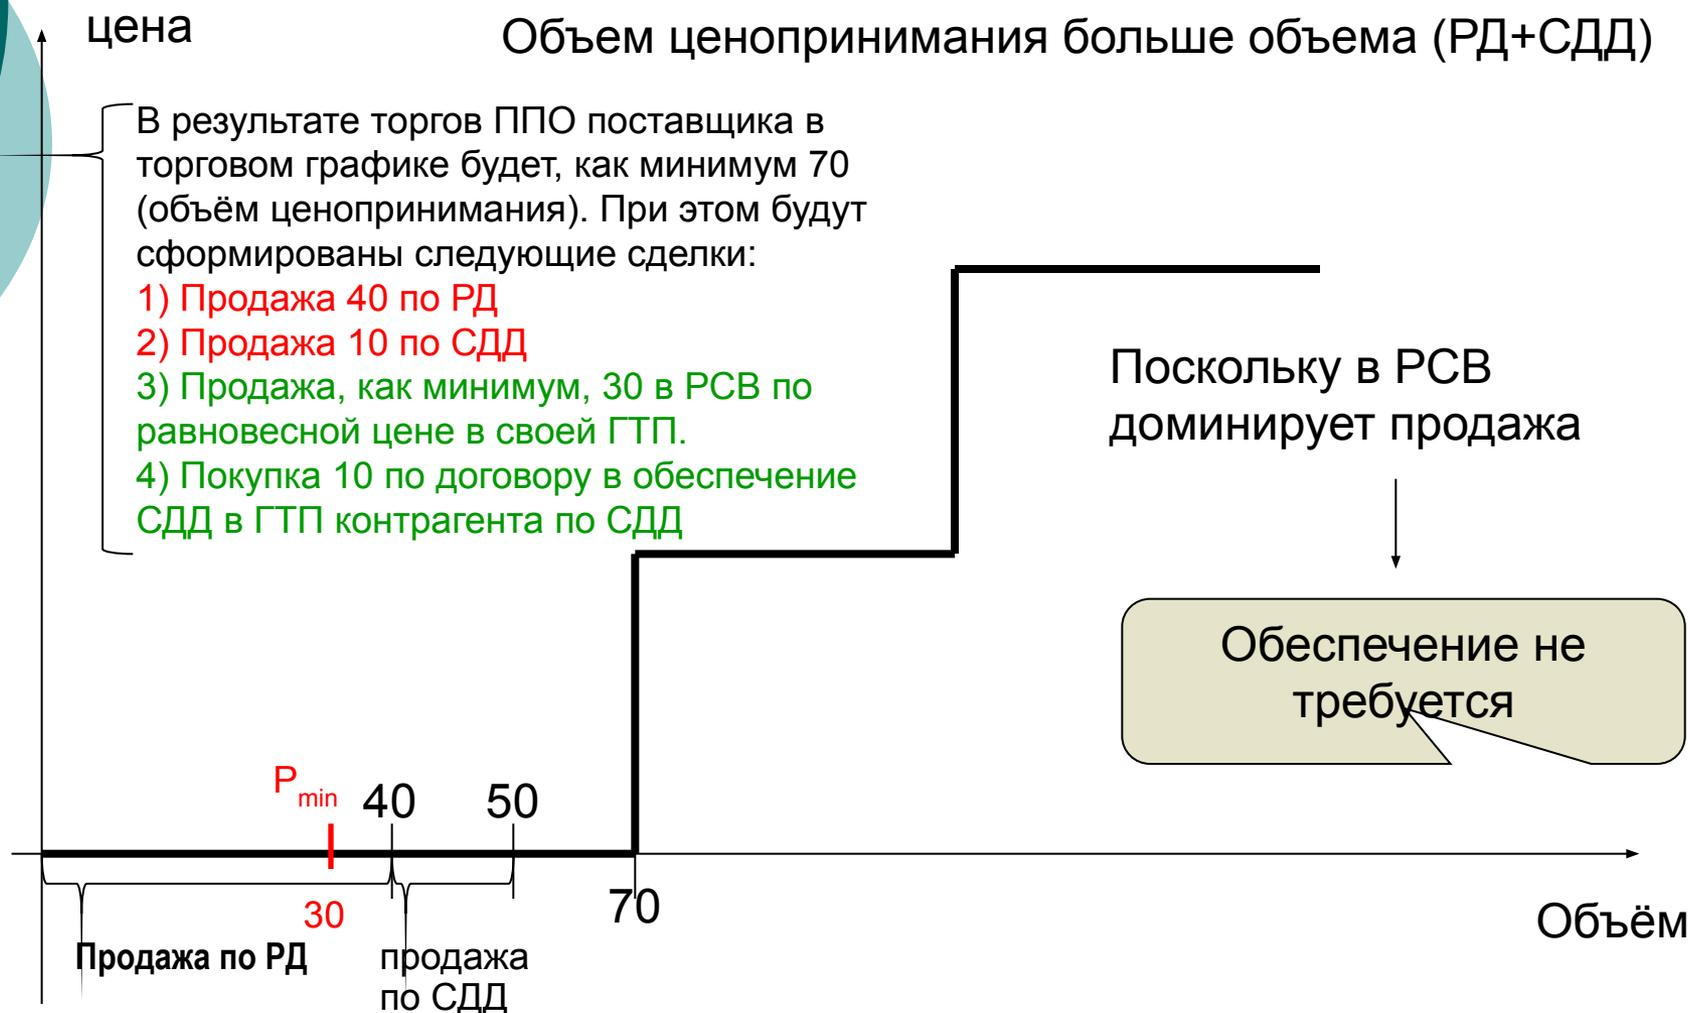 цена
Объем ценопринимания больше объема (РД+СДД)
В результате торгов ППО поставщика в
торговом графике будет, как минимум 70
(объём ценопринимания). При этом будут
сформированы следующие сделки:
1) Продажа 40 по РД
2) Продажа 10 по СДД
3) Продажа, как минимум, 30 в РСВ по
равновесной цене в своей ГТП.
4) Покупка 10 по договору в обеспечение
СДД в ГТП контрагента по СДД
Поскольку в РСВ
доминирует продажа
Обеспечение не
требуется
P min
40
50
30
70
Объём
Продажа по РД
продажа
по СДД